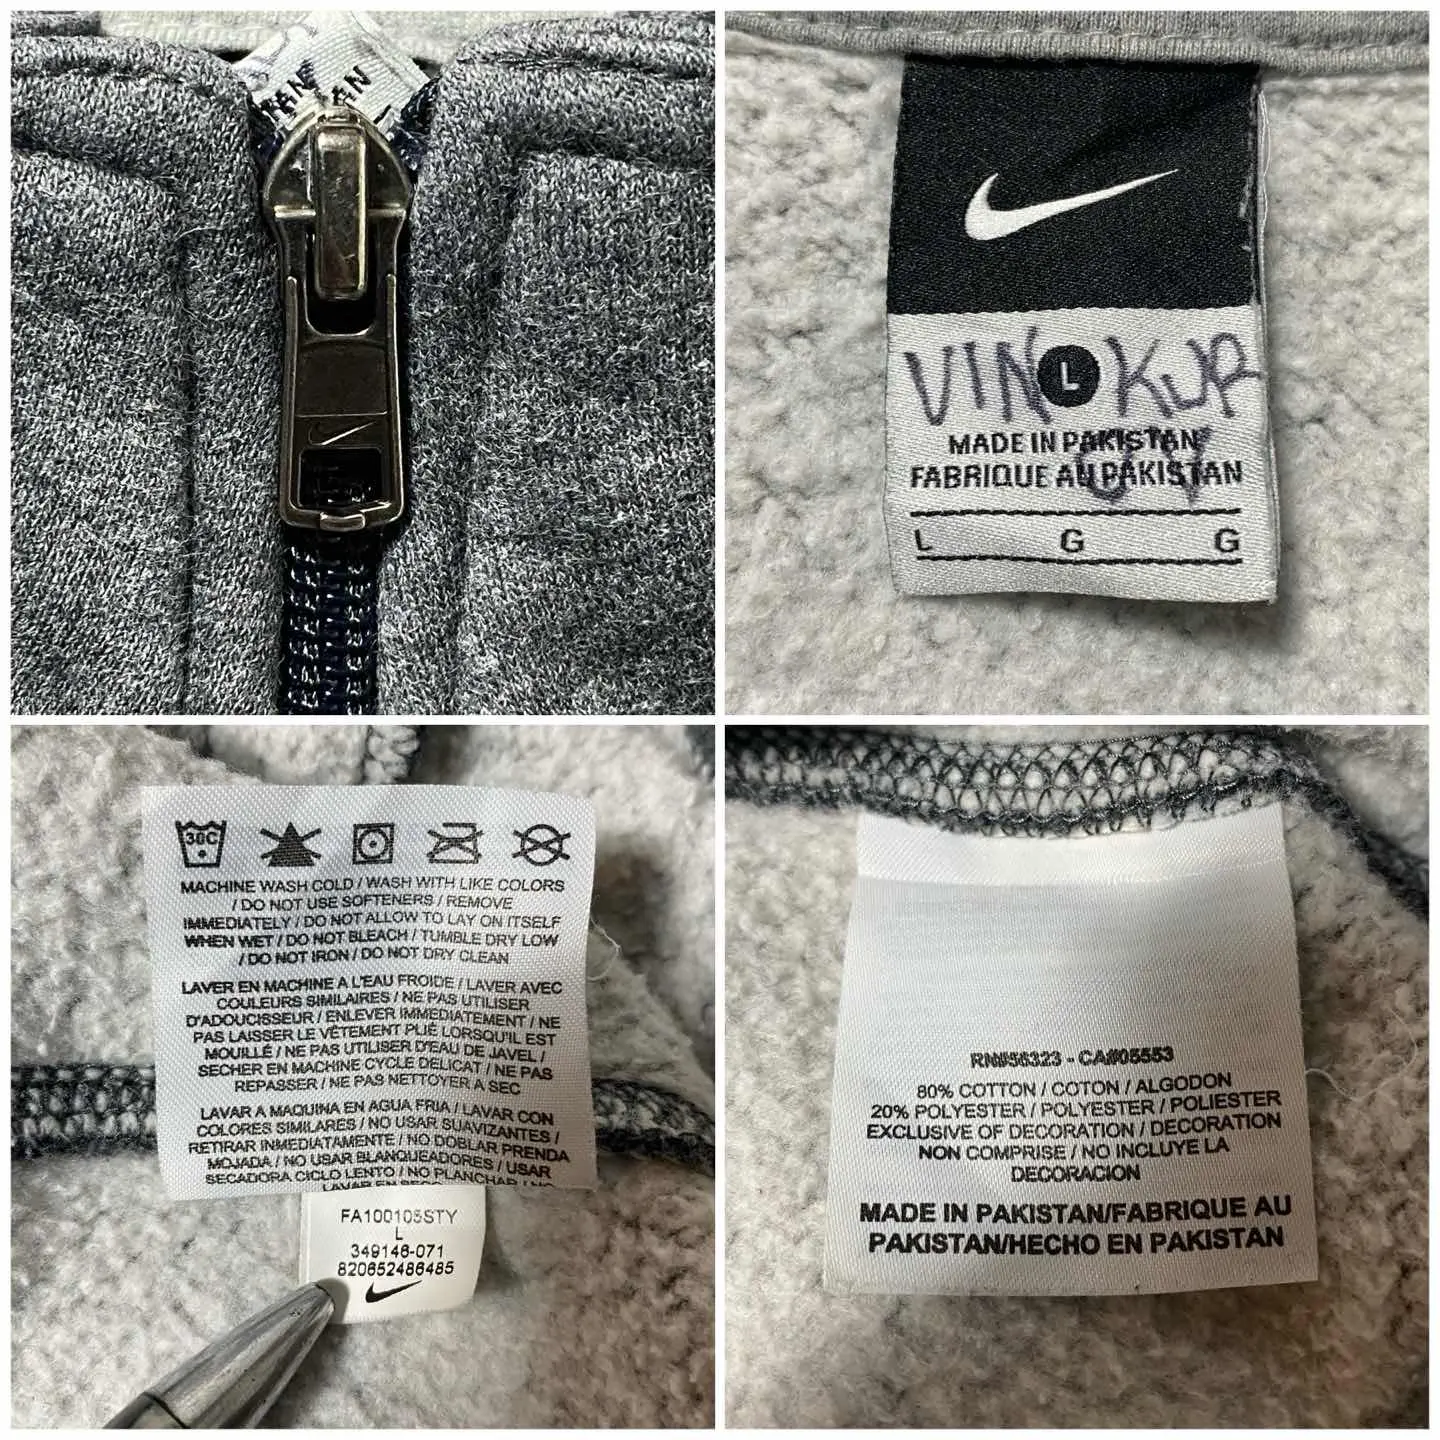 TAN
TAN
VIN L KUR
MADE IN PAKISTAN
FABRIQUE AU PAKISTAN
L G G
30C
MACHINE WASH COLD / WASH WITH LIKE COLORS
/ DO NOT USE SOFTENERS / REMOVE
IMMEDIATELY / DO NOT ALLOW TO LAY ON ITSELF
WHEN WET / DO NOT BLEACH / TUMBLE DRY LOW
/ DO NOT IRON / DO NOT DRY CLEAN
LAVER EN MACHINE A L'EAU FROIDE / LAVER AVEC
COULEURS SIMILAIRES / NE PAS UTILISER
D'ADOUCISSEUR / ENLEVER IMMEDIATEMENT / NE
PAS LAISSER LE VÊTEMENT PLIÉ LORSQU'IL EST
MOUILLÉ / NE PAS UTILISER D'EAU DE JAVEL /
SECHER EN MACHINE CYCLE DELICAT / NE PAS
REPASSER / NE PAS NETTOYER A SEC
LAVAR A MAQUINA EN AGUA FRIA / LAVAR CON
COLORES SIMILARES / NO USAR SUAVIZANTES /
RETIRAR INMEDIATAMENTE / NO DOBLAR PRENDA
MOJADA / NO USAR BLANQUEADORES / USAR
SECADORA CICLO LENTO / NO PLANCHAR / NO
LAVAR EN SECO
FA100105STY
L
349146-071
820652486485
RN#56323 - CA#05553
80% COTTON / COTON / ALGODON
20% POLYESTER / POLYESTER / POLIESTER
EXCLUSIVE OF DECORATION / DECORATION
NON COMPRISE / NO INCLUYE LA
DECORACION
MADE IN PAKISTAN/FABRIQUE AU
PAKISTAN/HECHO EN PAKISTAN